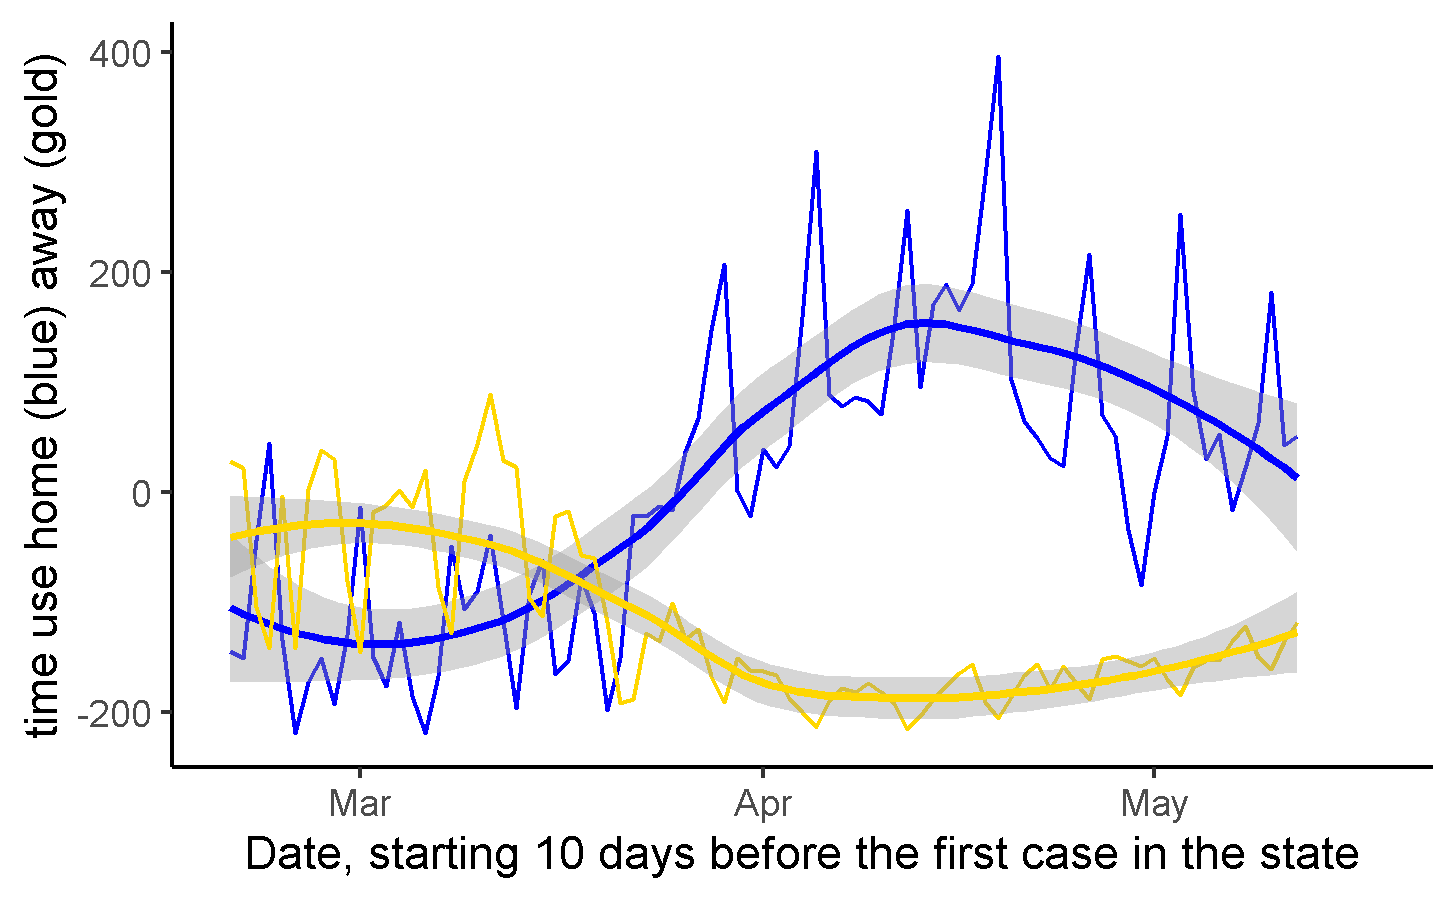 time use home (blue) away (gold)
400
200
0
-200
Mar
Apr
May
Date, starting 10 days before the first case in the state